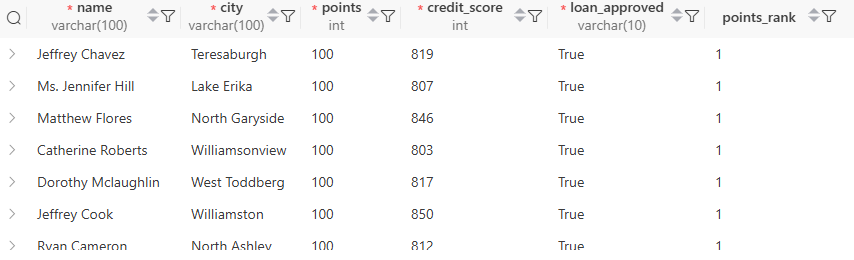 * name * city * points * credit_score * loan_approved points_rank
varchar(100) varchar(100) int int varchar(10)
Jeffrey Chavez Teresaburgh 100 819 True 1
Ms. Jennifer Hill Lake Erika 100 807 True 1
Matthew Flores North Garyside 100 846 True 1
Catherine Roberts Williamsonview 100 803 True 1
Dorothy Mclaughlin West Toddberg 100 817 True 1
Jeffrey Cook Williamston 100 850 True 1
Ryan Cameron North Ashley 100 812 True 1